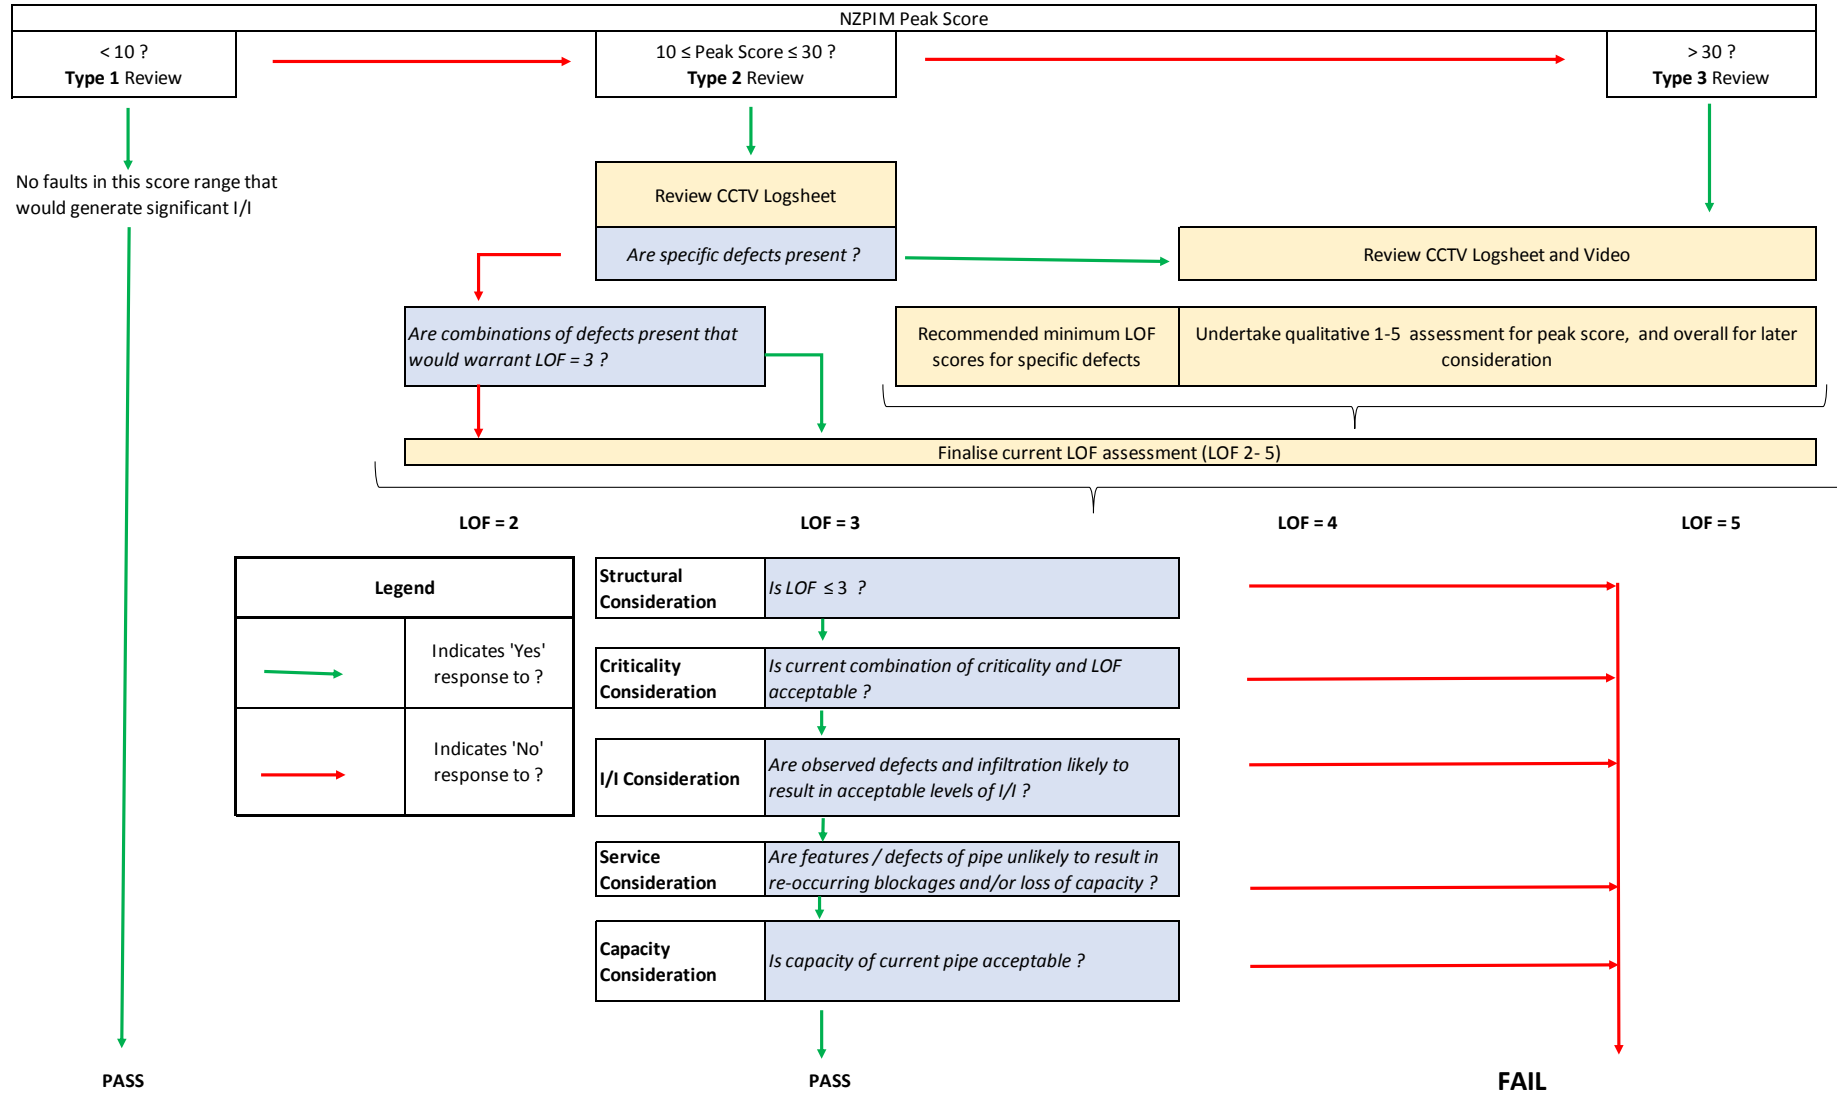 NZPIM Peak Score
< 10 ?
Type 1 Review
10 ≤ Peak Score ≤ 30 ?
Type 2 Review
> 30 ?
Type 3 Review
No faults in this score range that
would generate significant I/I
Review CCTV Logsheet
Are specific defects present ?
Review CCTV Logsheet and Video
Are combinations of defects present that
would warrant LOF = 3 ?
Recommended minimum LOF
scores for specific defects
Undertake qualitative 1-5 assessment for peak score, and overall for later
consideration
Finalise current LOF assessment (LOF 2- 5)
LOF = 2
LOF = 3
LOF = 4
LOF = 5
Legend
Indicates 'Yes'
response to ?
Indicates 'No'
response to ?
Structural
Consideration
Is LOF ≤ 3 ?
Criticality
Consideration
Is current combination of criticality and LOF
acceptable ?
I/I Consideration
Are observed defects and infiltration likely to
result in acceptable levels of I/I ?
Service
Consideration
Are features / defects of pipe unlikely to result in
re-occurring blockages and/or loss of capacity ?
Capacity
Consideration
Is capacity of current pipe acceptable ?
PASS
PASS
FAIL